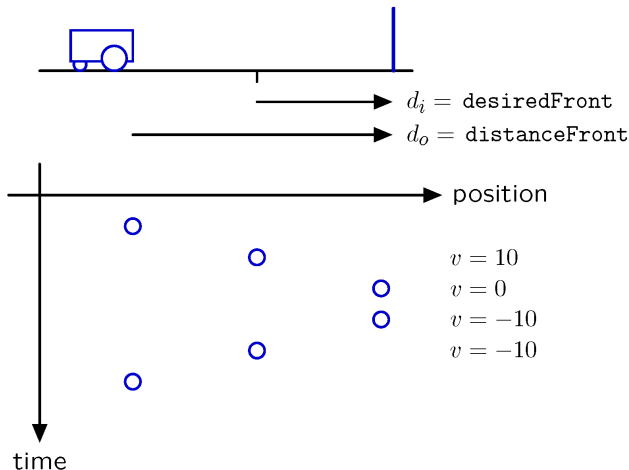 d_i = desiredFront
d_o = distanceFront
position
v = 10
v = 0
v = −10
v = −10
time